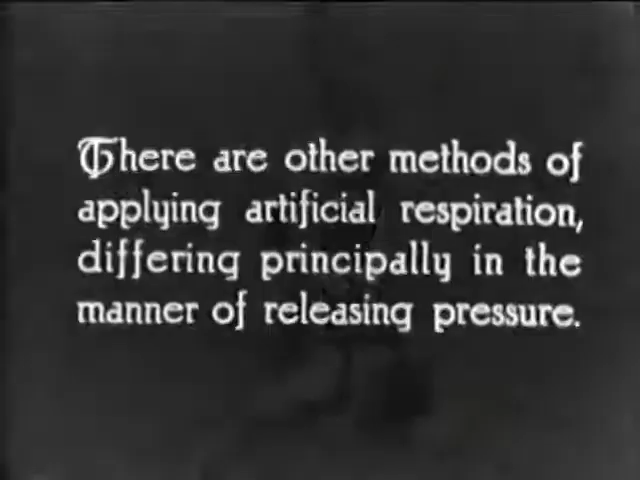 There are other methods of
applying artificial respiration,
differing principally in the
manner of releasing pressure.